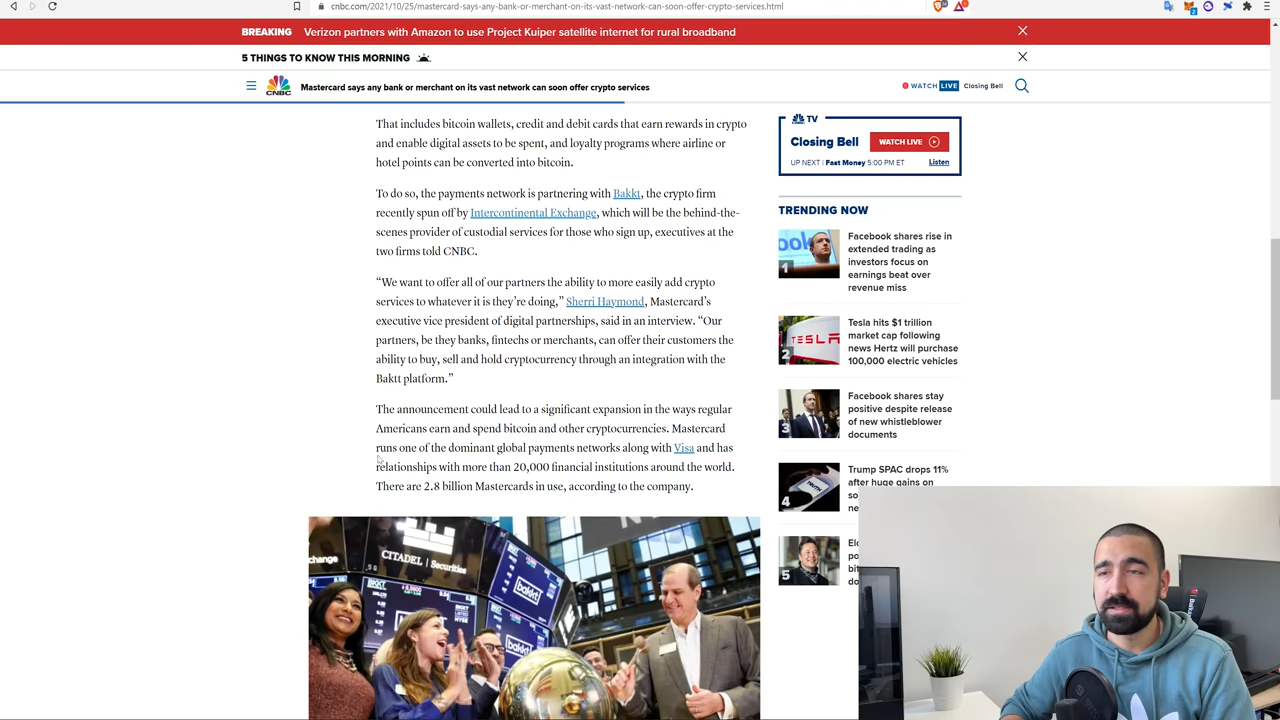 cnbc.com/2021/10/25/mastercard-says-any-bank-or-merchant-on-its-vast-network-can-soon-offer-crypto-services.html
BREAKING Verizon partners with Amazon to use Project Kuiper satellite internet for rural broadband
5 THINGS TO KNOW THIS MORNING
CNBC
Mastercard says any bank or merchant on its vast network can soon offer crypto services
WATCH LIVE Closing Bell
That includes bitcoin wallets, credit and debit cards that earn rewards in crypto
and enable digital assets to be spent, and loyalty programs where airline or
hotel points can be converted into bitcoin.
To do so, the payments network is partnering with Bakkt, the crypto firm
recently spun off by Intercontinental Exchange, which will be the behind-the-
scenes provider of custodial services for those who sign up, executives at the
two firms told CNBC.
“We want to offer all of our partners the ability to more easily add crypto
services to whatever it is they’re doing,” Sherri Haymond, Mastercard’s
executive vice president of digital partnerships, said in an interview. “Our
partners, be they banks, fintechs or merchants, can offer their customers the
ability to buy, sell and hold cryptocurrency through an integration with the
Baktt platform.”
The announcement could lead to a significant expansion in the ways regular
Americans earn and spend bitcoin and other cryptocurrencies. Mastercard
runs one of the dominant global payments networks along with Visa and has
relationships with more than 20,000 financial institutions around the world.
There are 2.8 billion Mastercards in use, according to the company.
TV
Closing Bell
WATCH LIVE
UP NEXT | Fast Money 5:00 PM ET
Listen
TRENDING NOW
1
Facebook shares rise in
extended trading as
investors focus on
earnings beat over
revenue miss
2
TESLA
Tesla hits $1 trillion
market cap following
news Hertz will purchase
100,000 electric vehicles
3
Facebook shares stay
positive despite release
of new whistleblower
documents
4
TRUTH
Trump SPAC drops 11%
after huge gains on
5
CITADEL Securities
bakkt
bakkt